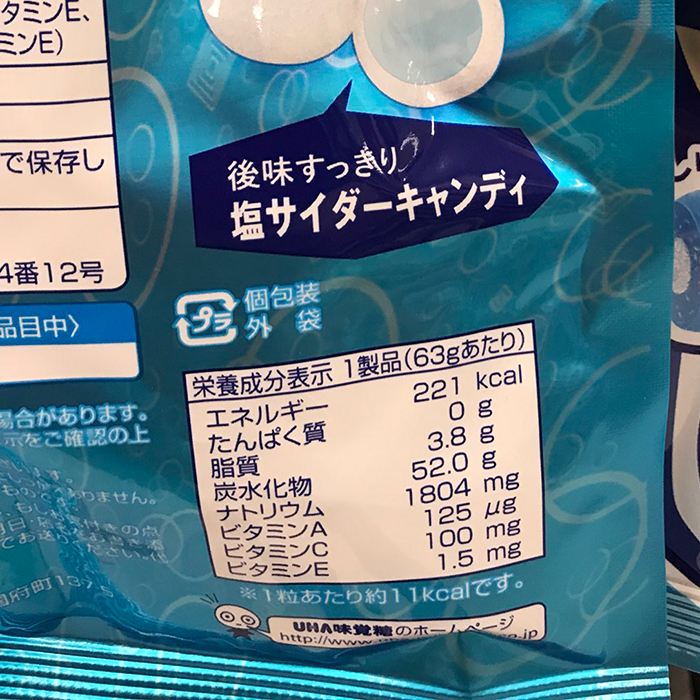 タミンE、
ミンE）
で保存し
4番12号
品目中〉
場合があります。
示をご確認の上
後味すっきり
塩サイダーキャンディ
プラ
個包装
外 袋
栄養成分表示 1製品(63gあたり)
エネルギー 221 kcal
たんぱく質 0 g
脂質 3.8 g
炭水化物 52.0 g
ナトリウム 1804 mg
ビタミンA 125 μg
ビタミンC 100 mg
ビタミンE 1.5 mg
※1粒あたり約11kcalです。
UHA味覚糖のホームページ
http://www